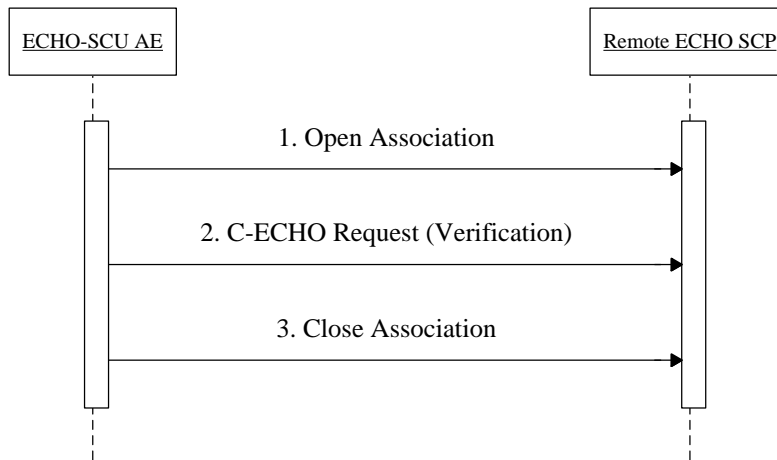 ECHO-SCU AE
Remote ECHO SCP
1. Open Association
2. C-ECHO Request (Verification)
3. Close Association